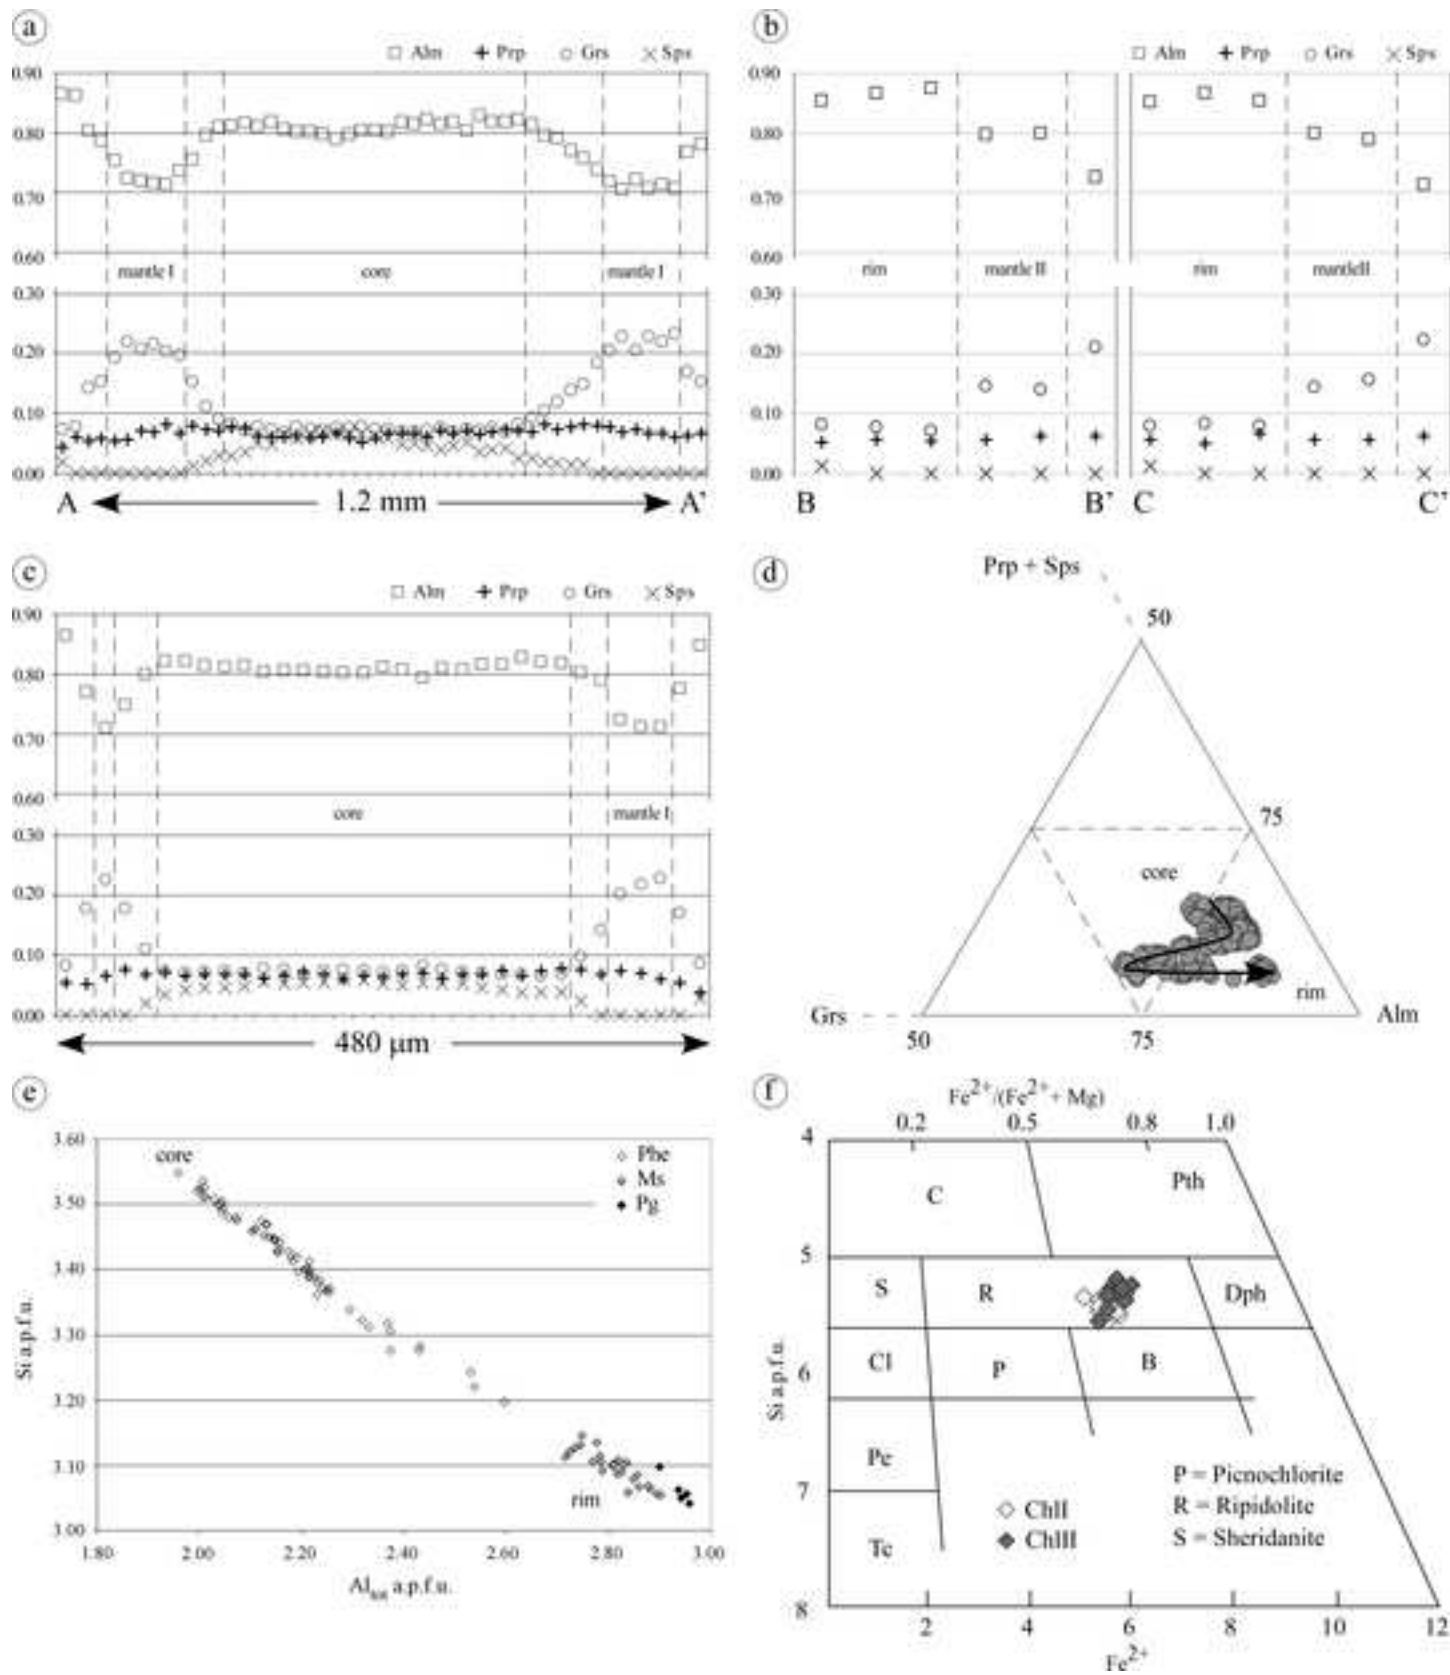 a
Alm Prp Grs Sps
0.90
0.80
0.70
0.60
mantle I core mantle I
0.30
0.20
0.10
0.00
A 1.2 mm A'
b
Alm Prp Grs Sps
0.90
0.80
0.70
0.60
rim mantle II rim mantleII
0.30
0.20
0.10
0.00
B B' C C'
c
Alm Prp Grs Sps
0.90
0.80
0.70
0.60
core mantle I
0.30
0.20
0.10
0.00
480 μm
d
Prp + Sps
50
75
core
rim
Grs Alm
50 75
e
3.60
3.50
3.40
3.30
3.20
3.10
3.00
Si a.p.f.u.
core
Phe
Ms
Pg
rim
1.80 2.00 2.20 2.40 2.60 2.80 3.00
Al tot a.p.f.u.
f
Fe2+/(Fe2+ + Mg)
0.2 0.5 0.8 1.0
4
5
6
7
8
Si a.p.f.u.
C Pth
S R Dph
Cl P B
Pe
Tc
ChlI
ChlII
P = Picnochlorite
R = Ripidolite
S = Sheridanite
2 4 6 8 10 12
Fe2+